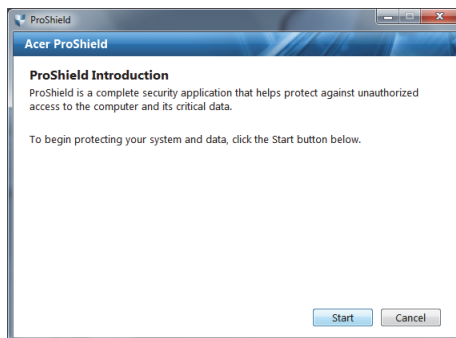 ProShield
Acer ProShield
ProShield Introduction
ProShield is a complete security application that helps protect against unauthorized
access to the computer and its critical data.
To begin protecting your system and data, click the Start button below.
Start Cancel